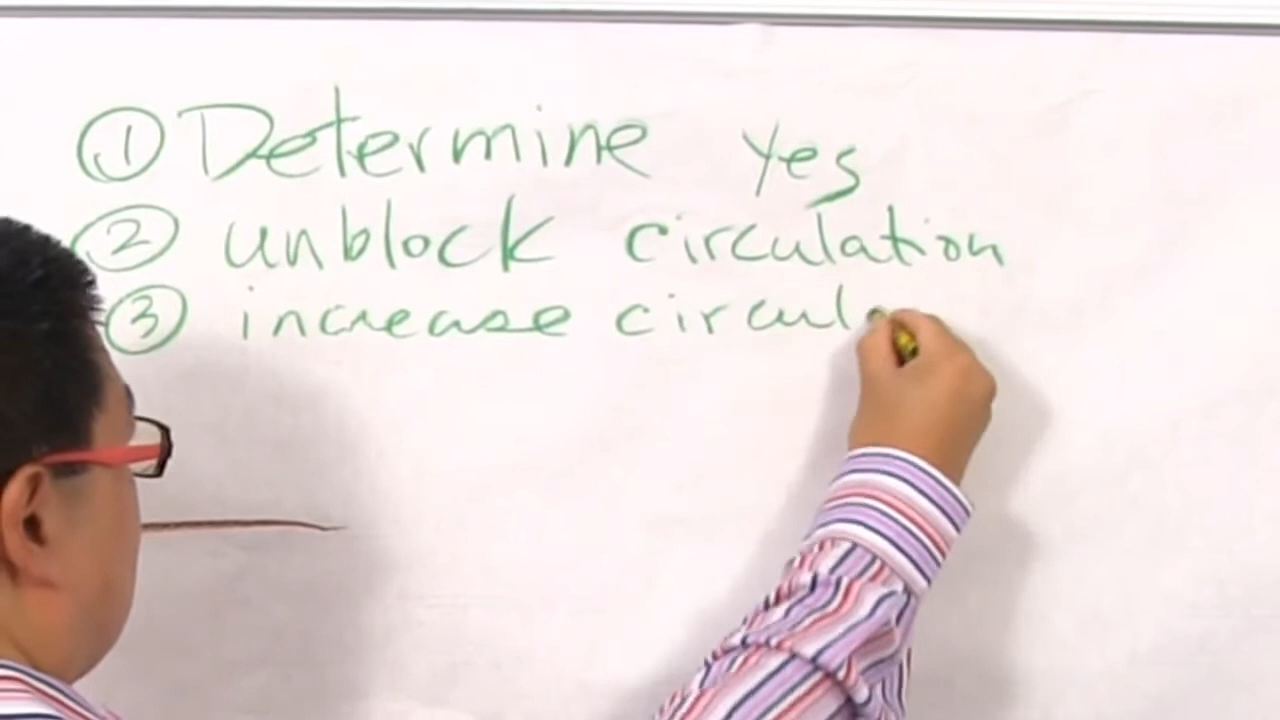 ① Determine yes
② unblock circulation
③ increase circul